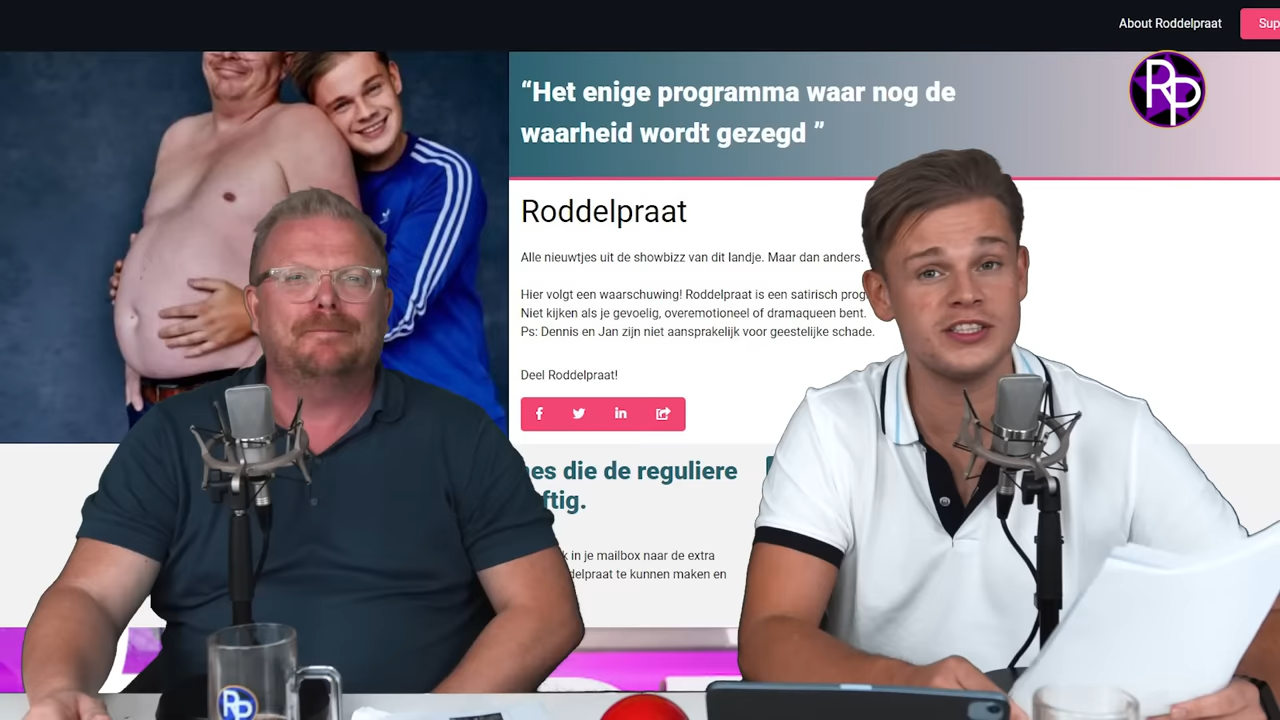 About Roddelpraat
Sup
“Het enige programma waar nog de
waarheid wordt gezegd ”
RP
Roddelpraat
Alle nieuwtjes uit de showbizz van dit landje. Maar dan anders.
Hier volgt een waarschuwing! Roddelpraat is een satirisch prog
Niet kijken als je gevoelig, overemotioneel of dramaqueen bent.
Ps: Dennis en Jan zijn niet aansprakelijk voor geestelijke schade.
Deel Roddelpraat!
es die de reguliere
ftig.
k in je mailbox naar de extra
delpraat te kunnen maken en
RP